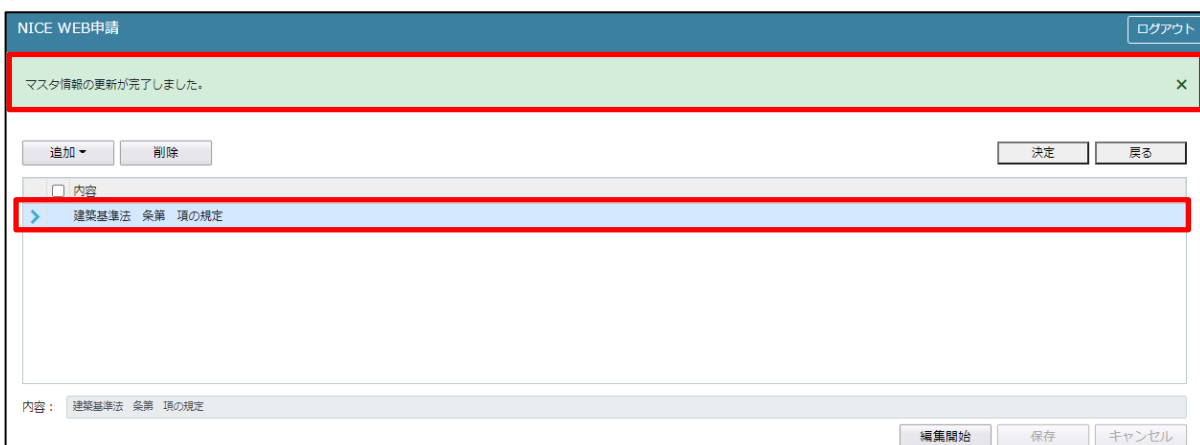 NICE WEB申請
ログアウト
マスタ情報の更新が完了しました。 ×
追加 削除 決定 戻る
内容
建築基準法　条第　項の規定
内容： 建築基準法　条第　項の規定
編集開始 保存 キャンセル